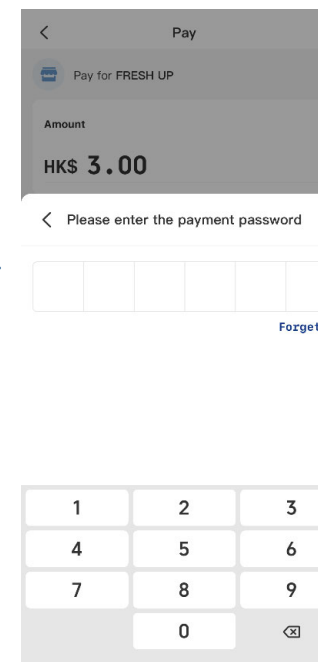 Pay
Pay for FRESH UP
Amount
HK$ 3.00
Please enter the payment password
Forget
1 2 3
4 5 6
7 8 9
0